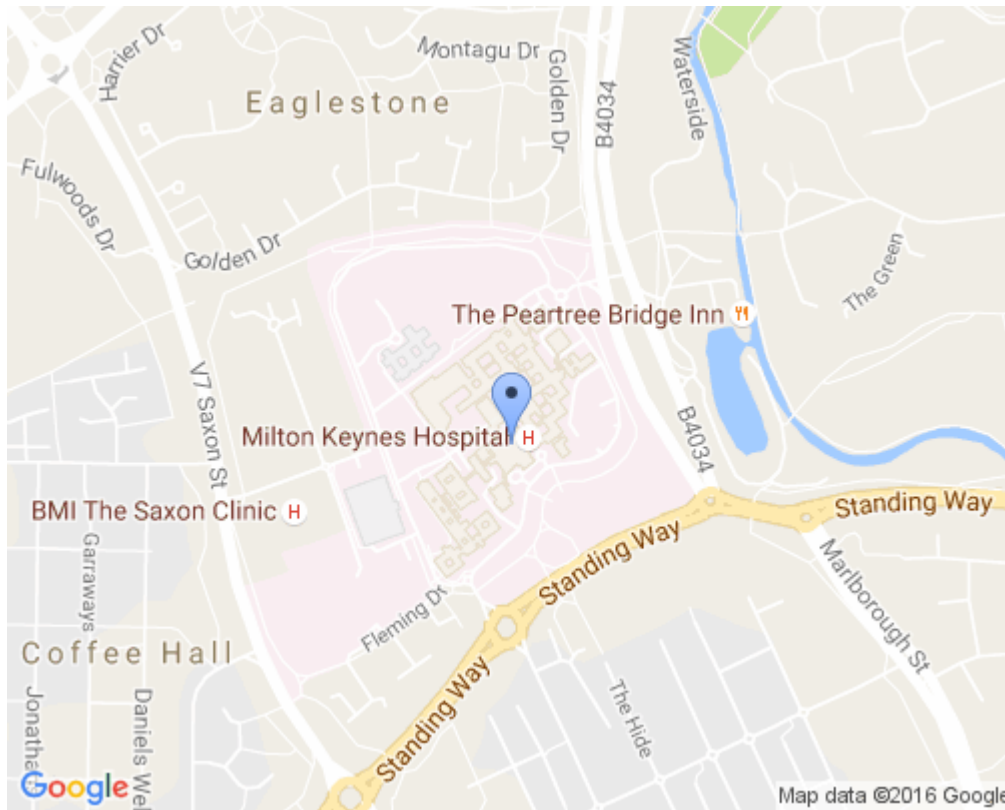 Harrier Dr
Montagu Dr
Golden Dr
B4034
Waterside
Eaglestone
Fulwoods Dr
Golden Dr
The Green
The Peartree Bridge Inn
V7 Saxon St
B4034
Milton Keynes Hospital H
BMI The Saxon Clinic H
Standing Way
Standing Way
Garraways
Marlborough St
Fleming Dr
Coffee Hall
Standing Way
The Hide
Jonathan
Daniels Wel
Google
Map data ©2016 Google